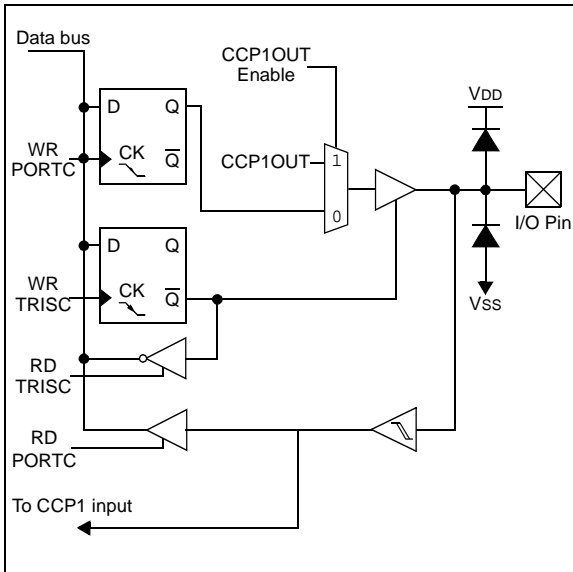 Data bus
CCP1OUT
Enable
VDD
D Q
WR
PORTC
CK
Q
CCP1OUT
1
0
I/O Pin
D Q
WR
TRISC
CK
Q
VSS
RD
TRISC
RD
PORTC
To CCP1 input